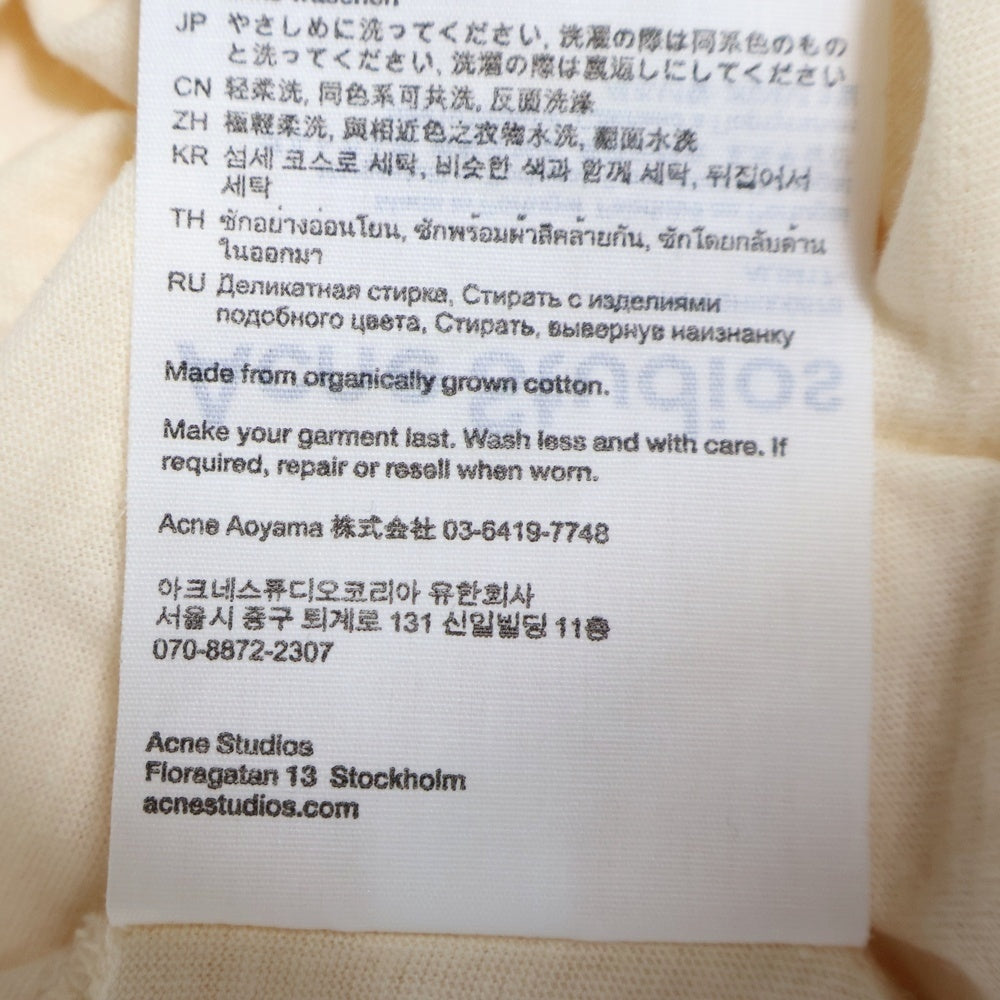 JP やさしめに洗ってください, 洗濯の際は同系色のもの
と洗ってください, 洗濯の際は裏返しにしてください
CN 轻柔洗, 同色系可共洗, 反面洗涤
ZH 極輕柔洗, 與相近色之衣物水洗, 翻面水洗
KR 섬세 코스로 세탁, 비슷한 색과 함께 세탁, 뒤집어서
세탁
TH ซักอย่างอ่อนโยน, ซักพร้อมผ้าสีคล้ายกัน, ซักโดยกลับด้าน
ในออกมา
RU Деликатная стирка, Стирать с изделиями
подобного цвета, Стирать, вывернув наизнанку
Made from organically grown cotton.
Make your garment last. Wash less and with care. If
required, repair or resell when worn.
Acne Aoyama 株式会社 03-6419-7748
아크네스튜디오코리아 유한회사
서울시 중구 퇴계로 131 신일빌딩 11층
070-8872-2307
Acne Studios
Floragatan 13 Stockholm
acnestudios.com